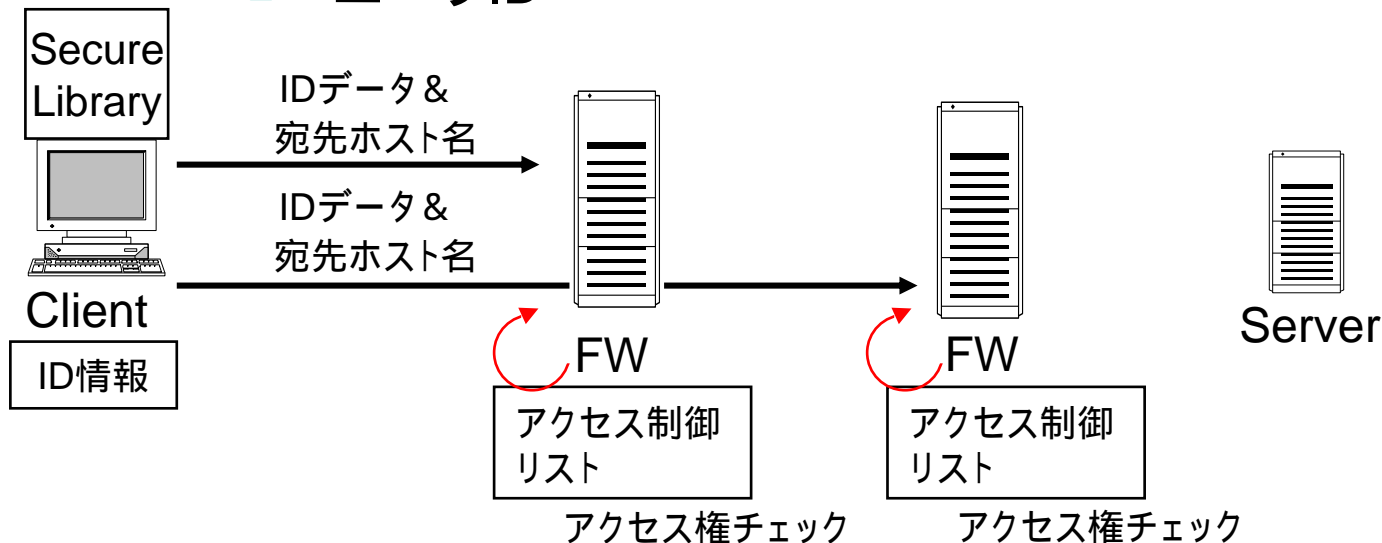 Secure
Library
IDデータ&
宛先ホスト名
IDデータ&
宛先ホスト名
Client
ID情報
FW
アクセス制御
リスト
アクセス権チェック
FW
アクセス制御
リスト
アクセス権チェック
Server